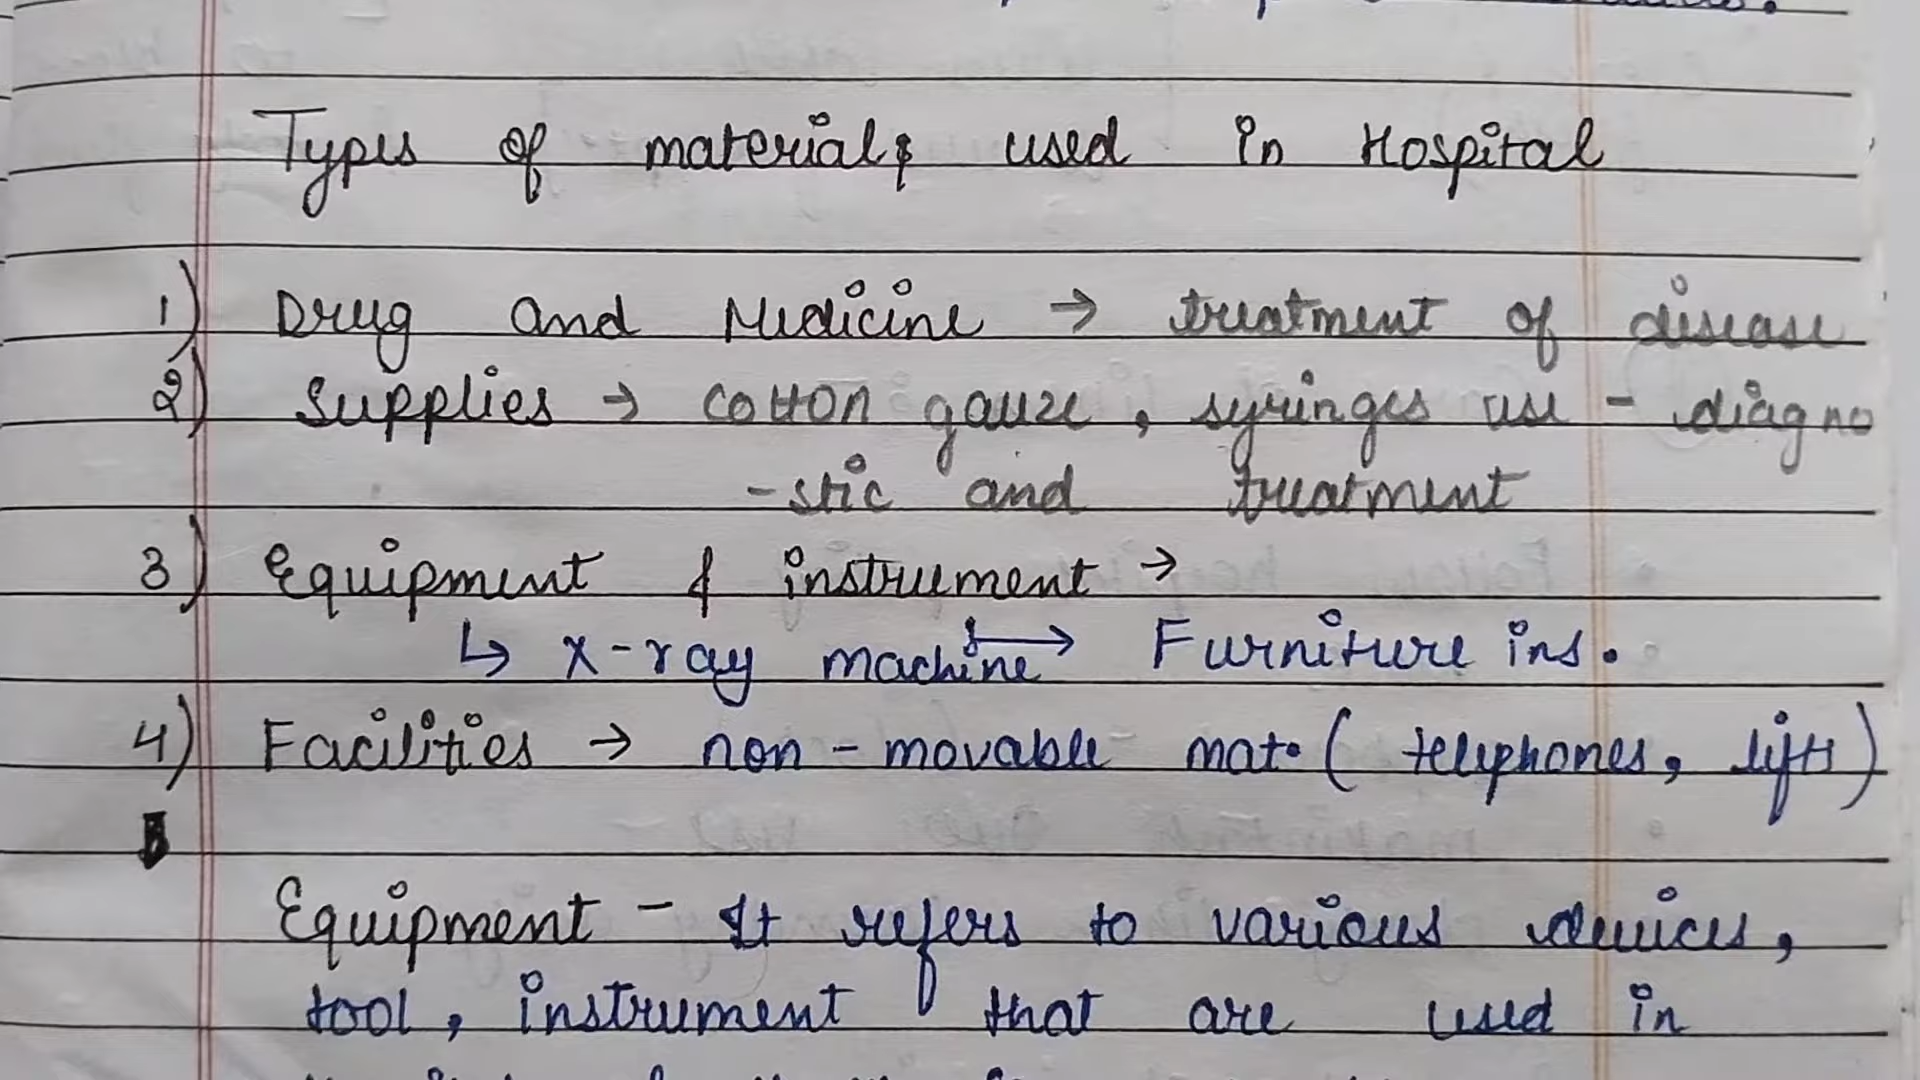 Types of materials used in Hospital
1) Drug and Medicine → treatment of disease
2) Supplies → cotton gauze, syringes use - diagno
-stic and treatment
3) Equipment & instrument →
↳ x-ray machine → Furniture ins.
4) Facilities → non-movable mat. ( telephones, lifts)
Equipment - It refers to various devices,
tool, instrument that are used in